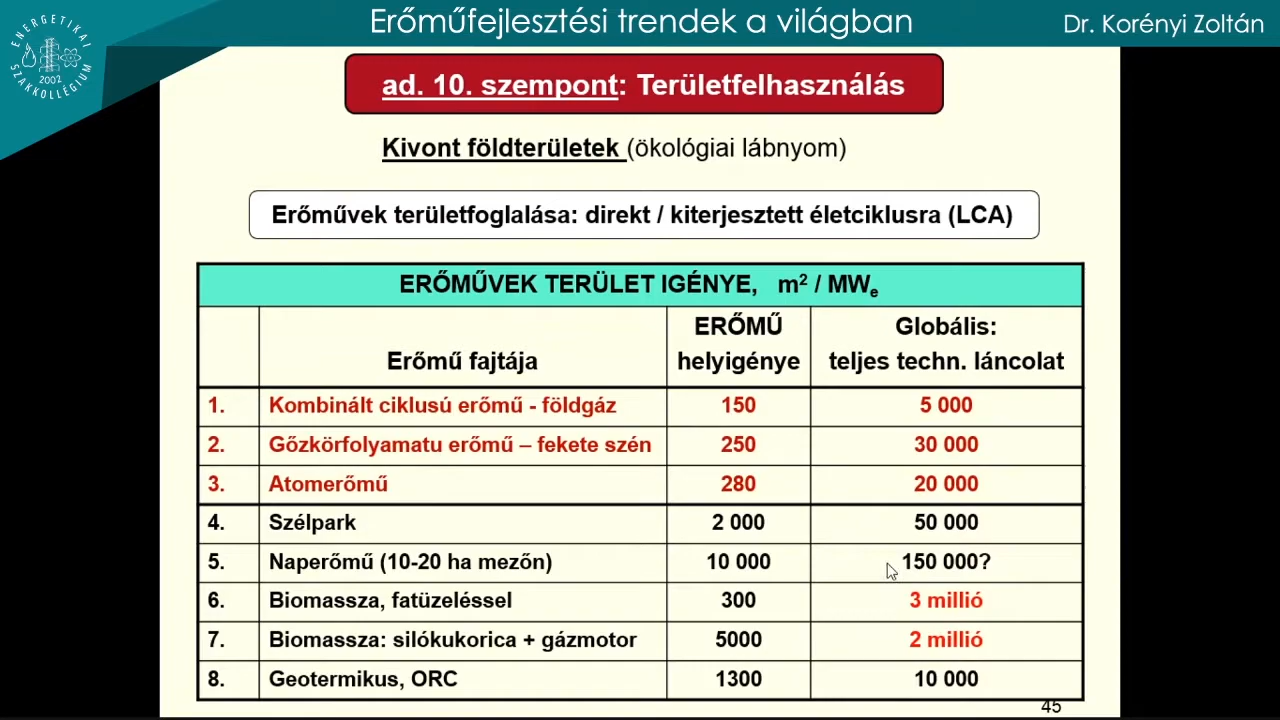 ENERGETIKAI SZAKKOLLÉGIUM
2002
Erőműfejlesztési trendek a világban
Dr. Korényi Zoltán
ad. 10. szempont: Területfelhasználás
Kivont földterületek (ökológiai lábnyom)
Erőművek területfoglalása: direkt / kiterjesztett életciklusra (LCA)
ERŐMŰVEK TERÜLET IGÉNYE, m² / MWₑ
Erőmű fajtája
ERŐMŰ
helyigénye
Globális:
teljes techn. láncolat
1. Kombinált ciklusú erőmű - földgáz 150 5 000
2. Gőzkörfolyamatu erőmű – fekete szén 250 30 000
3. Atomerőmű 280 20 000
4. Szélpark 2 000 50 000
5. Naperőmű (10-20 ha mezőn) 10 000 150 000?
6. Biomassza, fatüzeléssel 300 3 millió
7. Biomassza: silókukorica + gázmotor 5000 2 millió
8. Geotermikus, ORC 1300 10 000
45